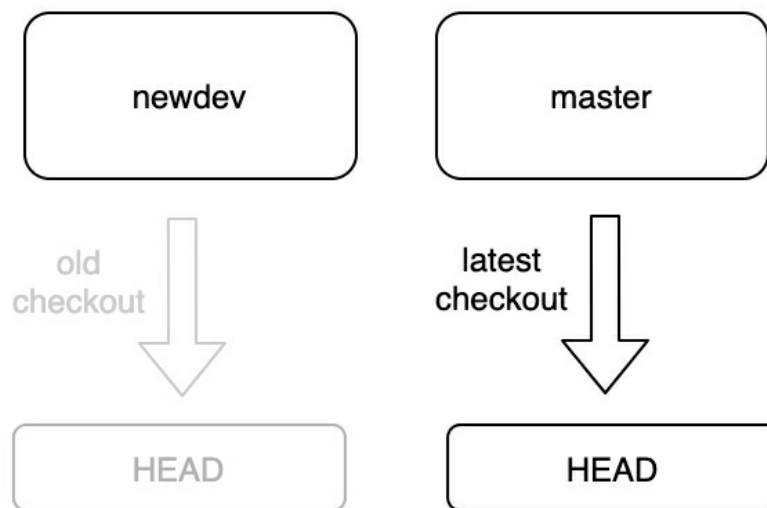 newdev
master
old
checkout
latest
checkout
HEAD
HEAD